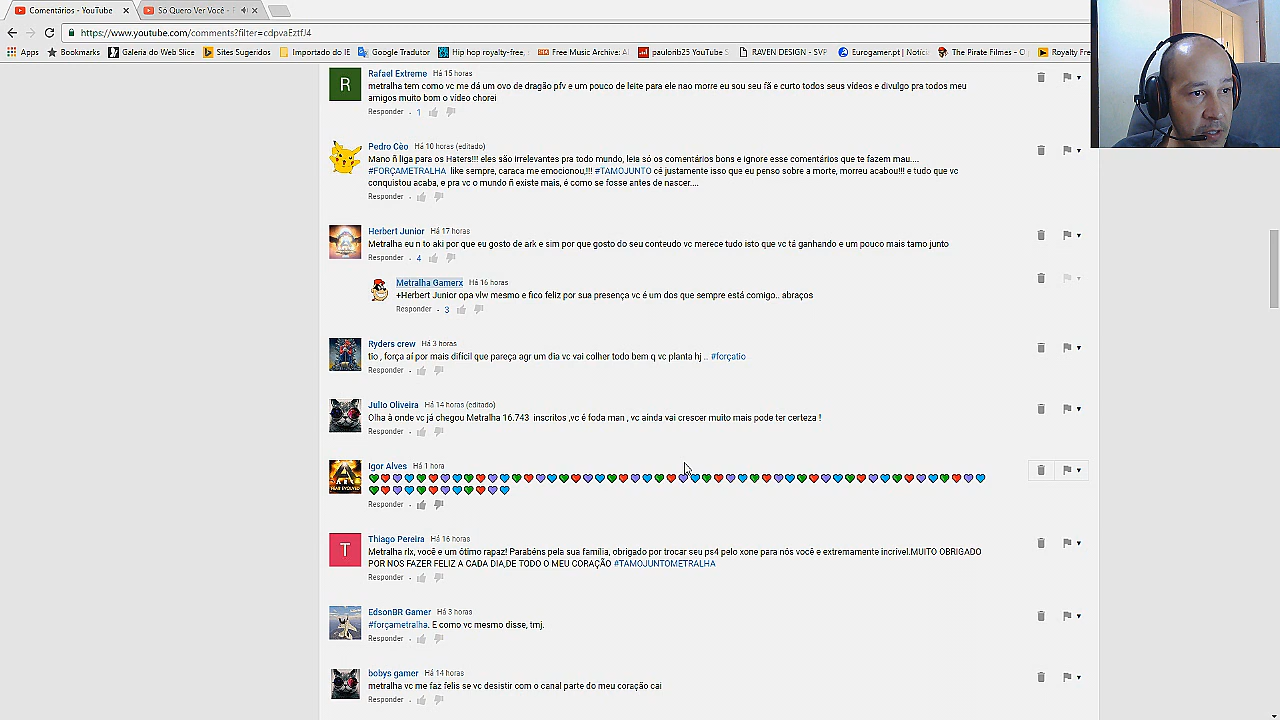 Comentários - YouTube
Só Quero Ver Você -
https://www.youtube.com/comments?filter=cdpvaEztfJ4
Apps Bookmarks Galeria do Web Slice Sites Sugeridos Importado do IE Google Tradutor Hip hop royalty-free, Free Music Archive: A paulorib25 YouTube S RAVEN DESIGN - SVP Eurogamer.pt | Notíci The Pirate Filmes - C Royalty Free
R
Rafael Extreme Há 15 horas
metralha tem como vc me dá um ovo de dragão pfv e um pouco de leite para ele nao morre eu sou seu fã e curto todos seus vídeos e divulgo pra todos meu
amigos muito bom o vídeo chorei
Responder 1
Pedro Cèo Há 10 horas (editado)
Mano ñ liga para os Haters!!! eles são irrelevantes pra todo mundo, leia só os comentários bons e ignore este comentários que te fazem mau....
#FORÇAMETRALHA like sempre, caraca me emocionou,!!! #TAMOJUNTO cê justamente isso que eu penso sobre a morte, morreu acabou!!! e tudo que vc
conquistou acaba, e pra vc o mundo ñ existe mais, é como se fosse antes de nascer....
Responder
Herbert Junior Há 17 horas
Metralha eu n to aki por que eu gosto de ark e sim por que gosto do seu conteudo vc merece tudo isto que vc tá ganhando e um pouco mais tamo junto
Responder 4
Metralha Gamerx Há 16 horas
+Herbert Junior opa vlw mesmo e fico feliz por sua presença vc é um dos que sempre está comigo.. abraços
Responder 3
Ryders crew Há 3 horas
tio , força aí por mais difícil que pareça agr um dia vc vai colher todo bem q vc planta hj .. #forçatio
Responder
Julio Oliveira Há 14 horas (editado)
Olha à onde vc já chegou Metralha 16.743 inscritos ,vc é foda man , vc ainda vai crescer muito mais pode ter certeza !
Responder
Igor Alves Há 1 hora
Responder
T
Thiago Pereira Há 16 horas
Metralha rlx, você e um ótimo rapaz! Parabéns pela sua família, obrigado por trocar seu ps4 pelo xone para nós você e extremamente incrível.MUITO OBRIGADO
POR NOS FAZER FELIZ A CADA DIA,DE TODO O MEU CORAÇÃO #TAMOJUNTOMETRALHA
Responder
EdsonBR Gamer Há 3 horas
#forçametralha. E como vc mesmo disse, tmj.
Responder
bobys gamer Há 14 horas
metralha vc me faz felis se vc desistir com o canal parte do meu coração cai
Responder